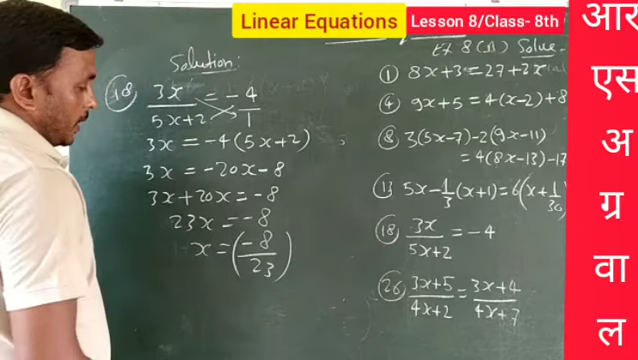 Linear Equations
Lesson 8/Class- 8th
Solution:
(18) 3x/5x+2 = -4/1
3x = -4(5x+2)
3x = -20x-8
3x+20x = -8
23x = -8
x = (-8/23)
Ex 8(A) Solve-
(1) 8x+3 = 27+2x
(4) 9x+5 = 4(x-2)+8
(8) 3(5x-7)-2(9x-11)
= 4(8x-13)-17
(13) 5x-1/3(x+1) = 6(x+1/30)
(18) 3x/5x+2 = -4
(26) 3x+5/4x+2 = 3x+4/4x+7
आर
एस
अ
ग्र
वा
ल